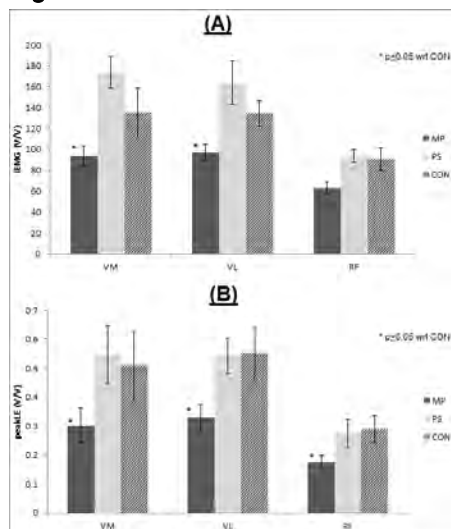 (A)
* p≤0.05 wrt CON
180
160
140
120
100
80
60
40
20
0
iEMG (V/V)
*
*
VM
VL
RF
MP
PS
CON
(B)
* p≤0.05 wrt CON
0.7
0.6
0.5
0.4
0.3
0.2
0.1
0
peakLE (V/V)
*
*
*
VM
VL
RF
MP
PS
CON